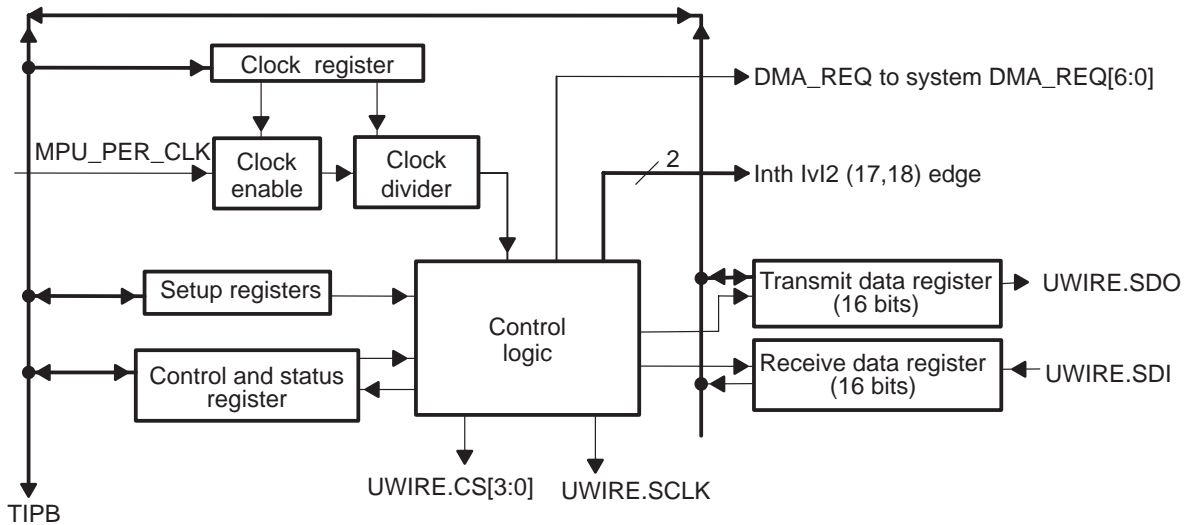 Clock register
DMA_REQ to system DMA_REQ[6:0]
MPU_PER_CLK
Clock
enable
Clock
divider
2
Inth lvl2 (17,18) edge
Setup registers
Control
logic
Transmit data register
(16 bits)
UWIRE.SDO
Control and status
register
Receive data register
(16 bits)
UWIRE.SDI
UWIRE.CS[3:0]
UWIRE.SCLK
TIPB